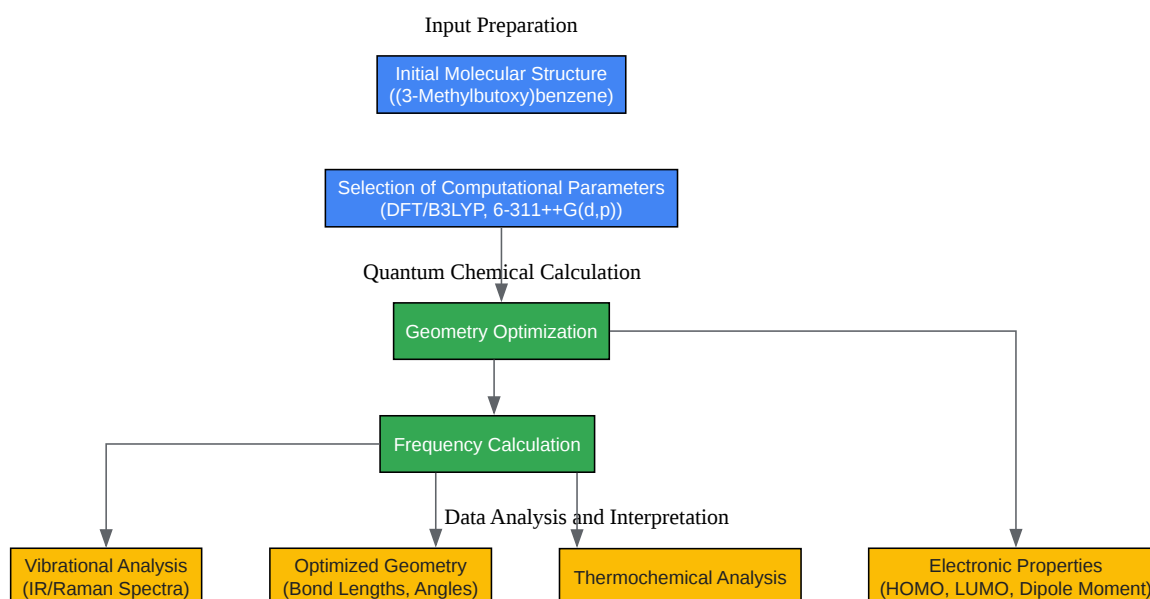 Input Preparation
Initial Molecular Structure
((3-Methylbutoxy)benzene)
Selection of Computational Parameters
(DFT/B3LYP, 6-311++G(d,p))
Quantum Chemical Calculation
Geometry Optimization
Frequency Calculation
Data Analysis and Interpretation
Vibrational Analysis
(IR/Raman Spectra)
Optimized Geometry
(Bond Lengths, Angles)
Thermochemical Analysis
Electronic Properties
(HOMO, LUMO, Dipole Moment)